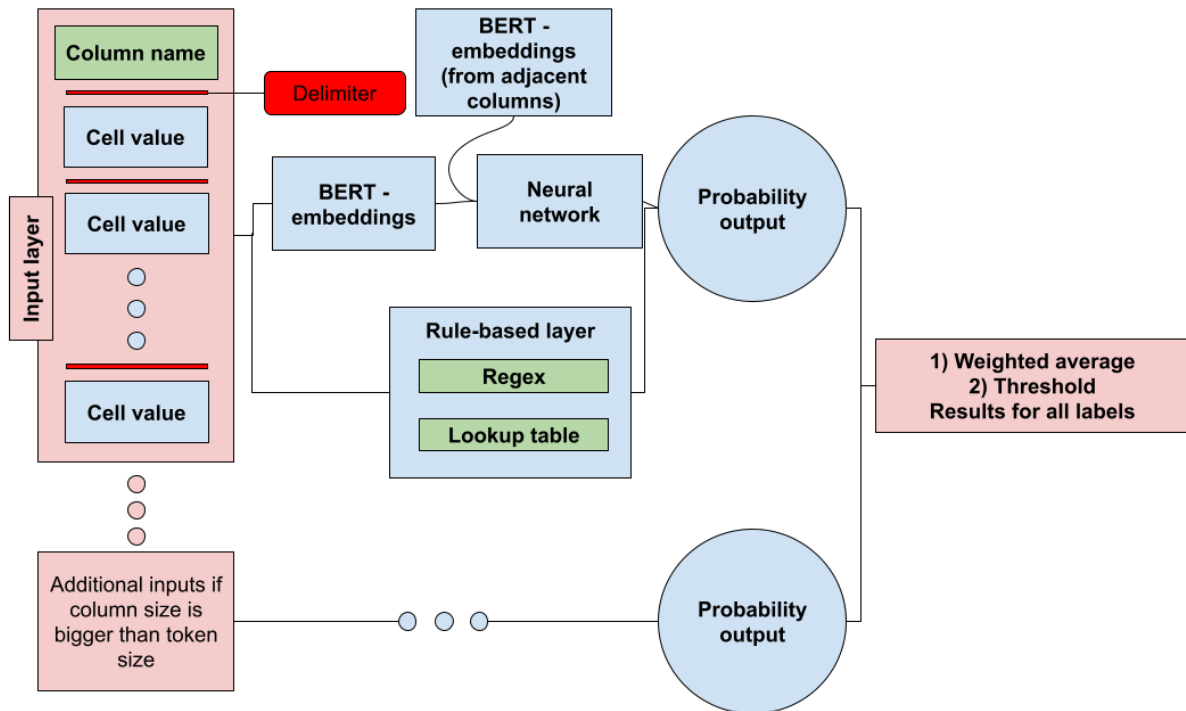 Column name
Delimiter
BERT -
embeddings
(from adjacent
columns)
Cell value
Cell value
Input layer
Cell value
BERT -
embeddings
Neural
network
Probability
output
Rule-based layer
Regex
Lookup table
1) Weighted average
2) Threshold
Results for all labels
Additional inputs if
column size is
bigger than token
size
Probability
output